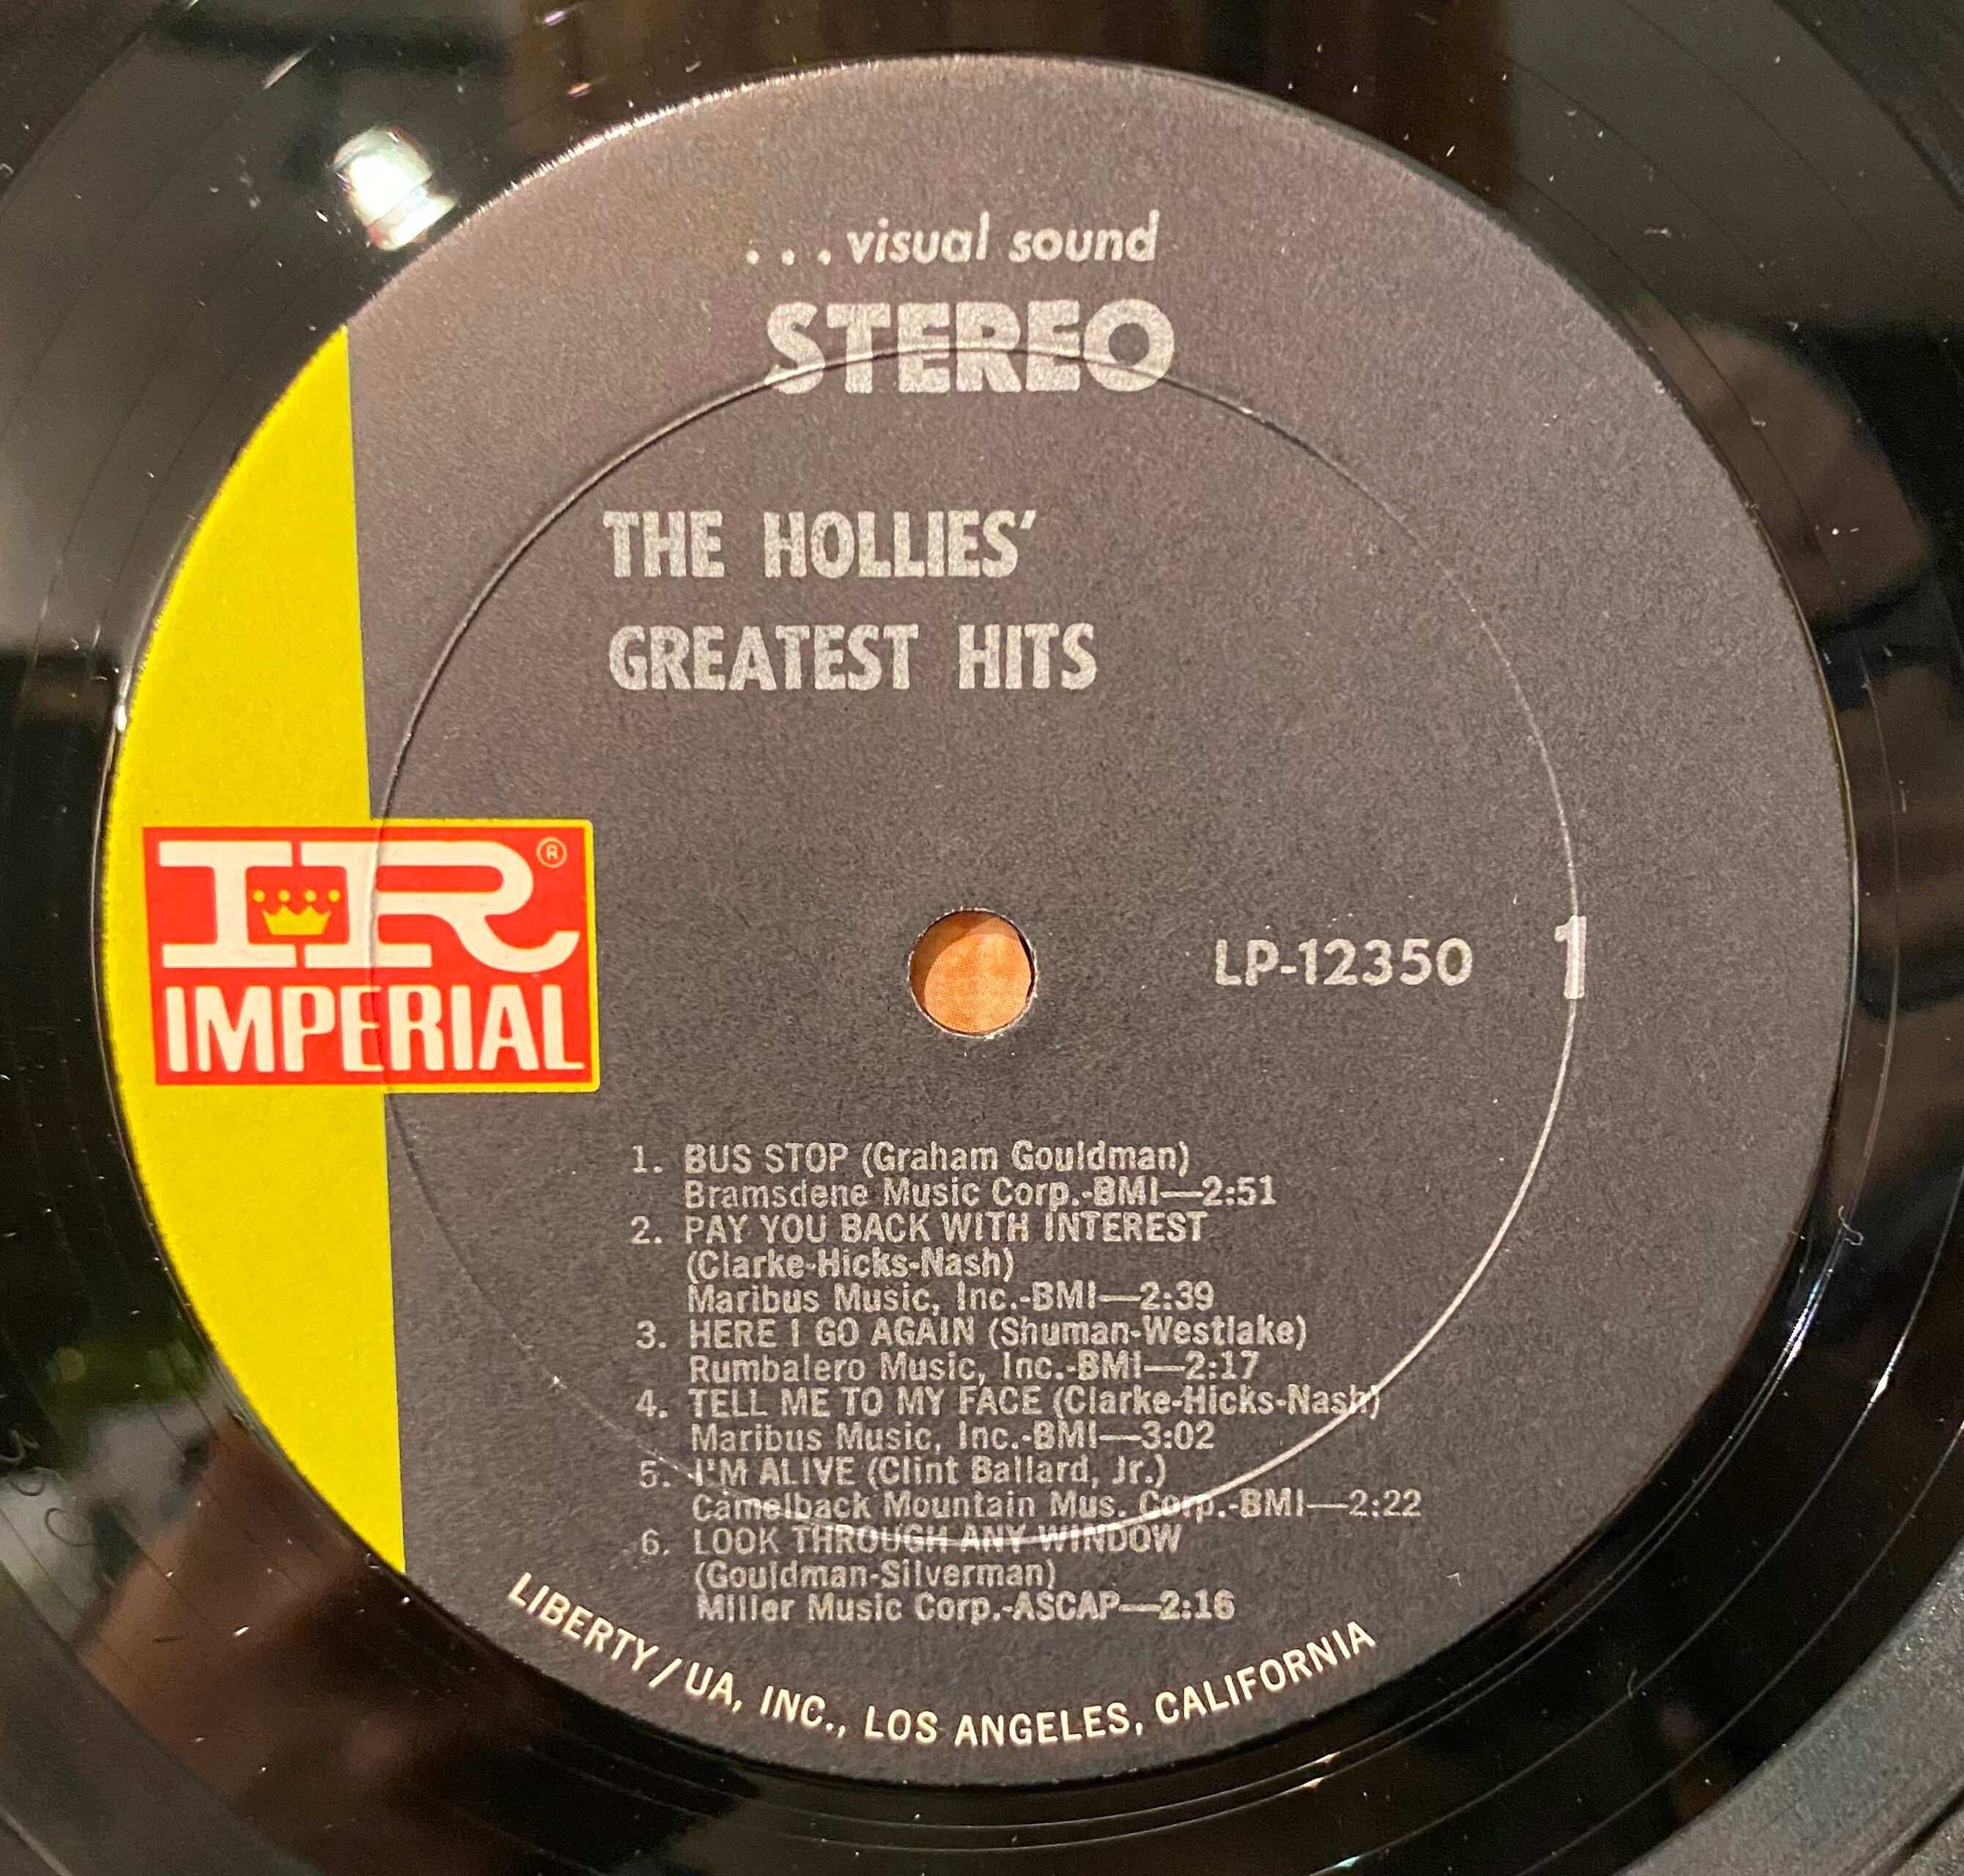 . . . visual sound
STEREO
THE HOLLIES'
GREATEST HITS
IR ®
IMPERIAL
LP-12350 1
1. BUS STOP (Graham Gouldman)
Bramsdene Music Corp.-BMI—2:51
2. PAY YOU BACK WITH INTEREST
(Clarke-Hicks-Nash)
Maribus Music, Inc.-BMI—2:39
3. HERE I GO AGAIN (Shuman-Westlake)
Rumbalero Music, Inc.-BMI—2:17
4. TELL ME TO MY FACE (Clarke-Hicks-Nash)
Maribus Music, Inc.-BMI—3:02
5. I'M ALIVE (Clint Ballard, Jr.)
Camelback Mountain Mus. Corp.-BMI—2:22
6. LOOK THROUGH ANY WINDOW
(Gouldman-Silverman)
Miller Music Corp.-ASCAP—2:16
LIBERTY/UA, INC., LOS ANGELES, CALIFORNIA